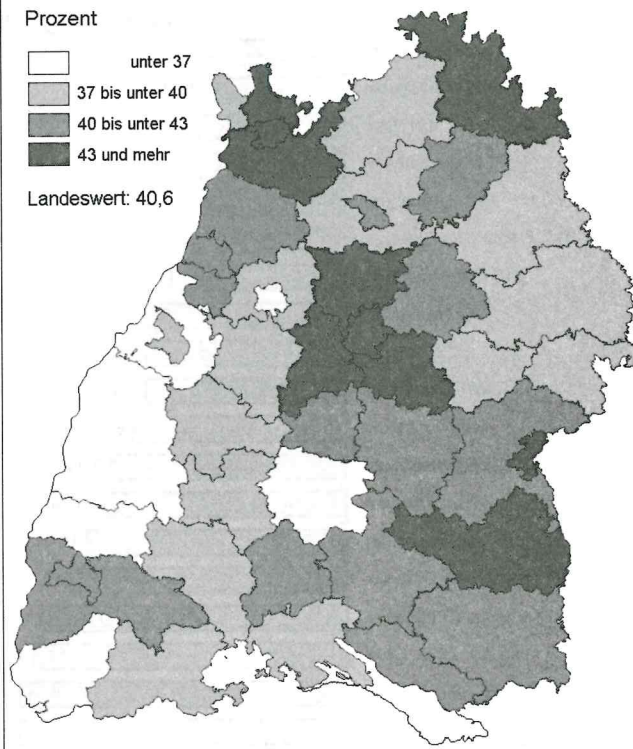 Prozent
unter 37
37 bis unter 40
40 bis unter 43
43 und mehr
Landeswert: 40,6